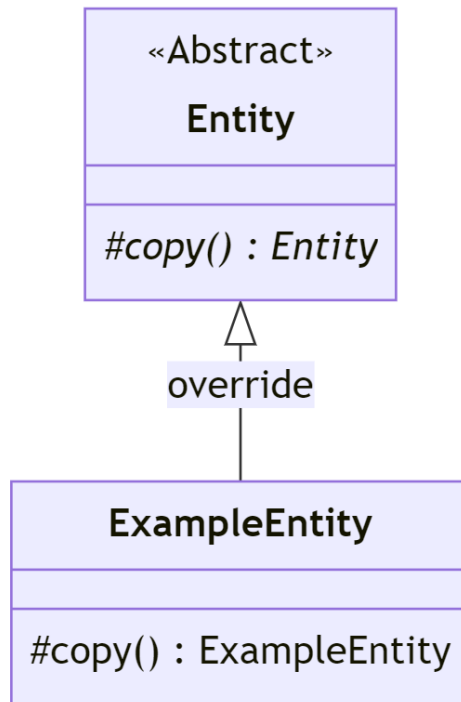 «Abstract»
Entity
#copy() : Entity
override
ExampleEntity
#copy() : ExampleEntity